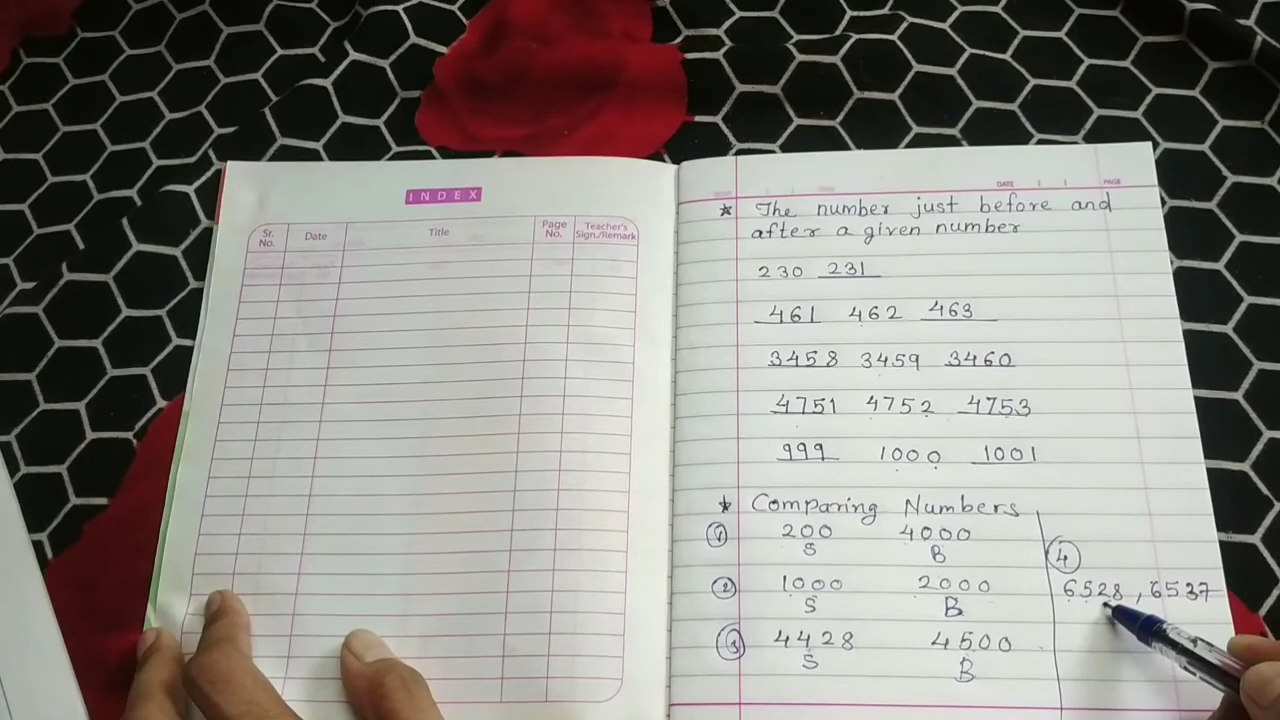 INDEX
Sr. No. Date Title Page No. Teacher's Sign./Remark
DATE PAGE
* The number just before and
after a given number
230 231
461 462 463
3458 3459 3460
4751 4752 4753
999 1000 1001
* Comparing Numbers
① 200 4000
S B
② 1000 2000
S B
③ 4428 4500
S B
④
6528, 6537